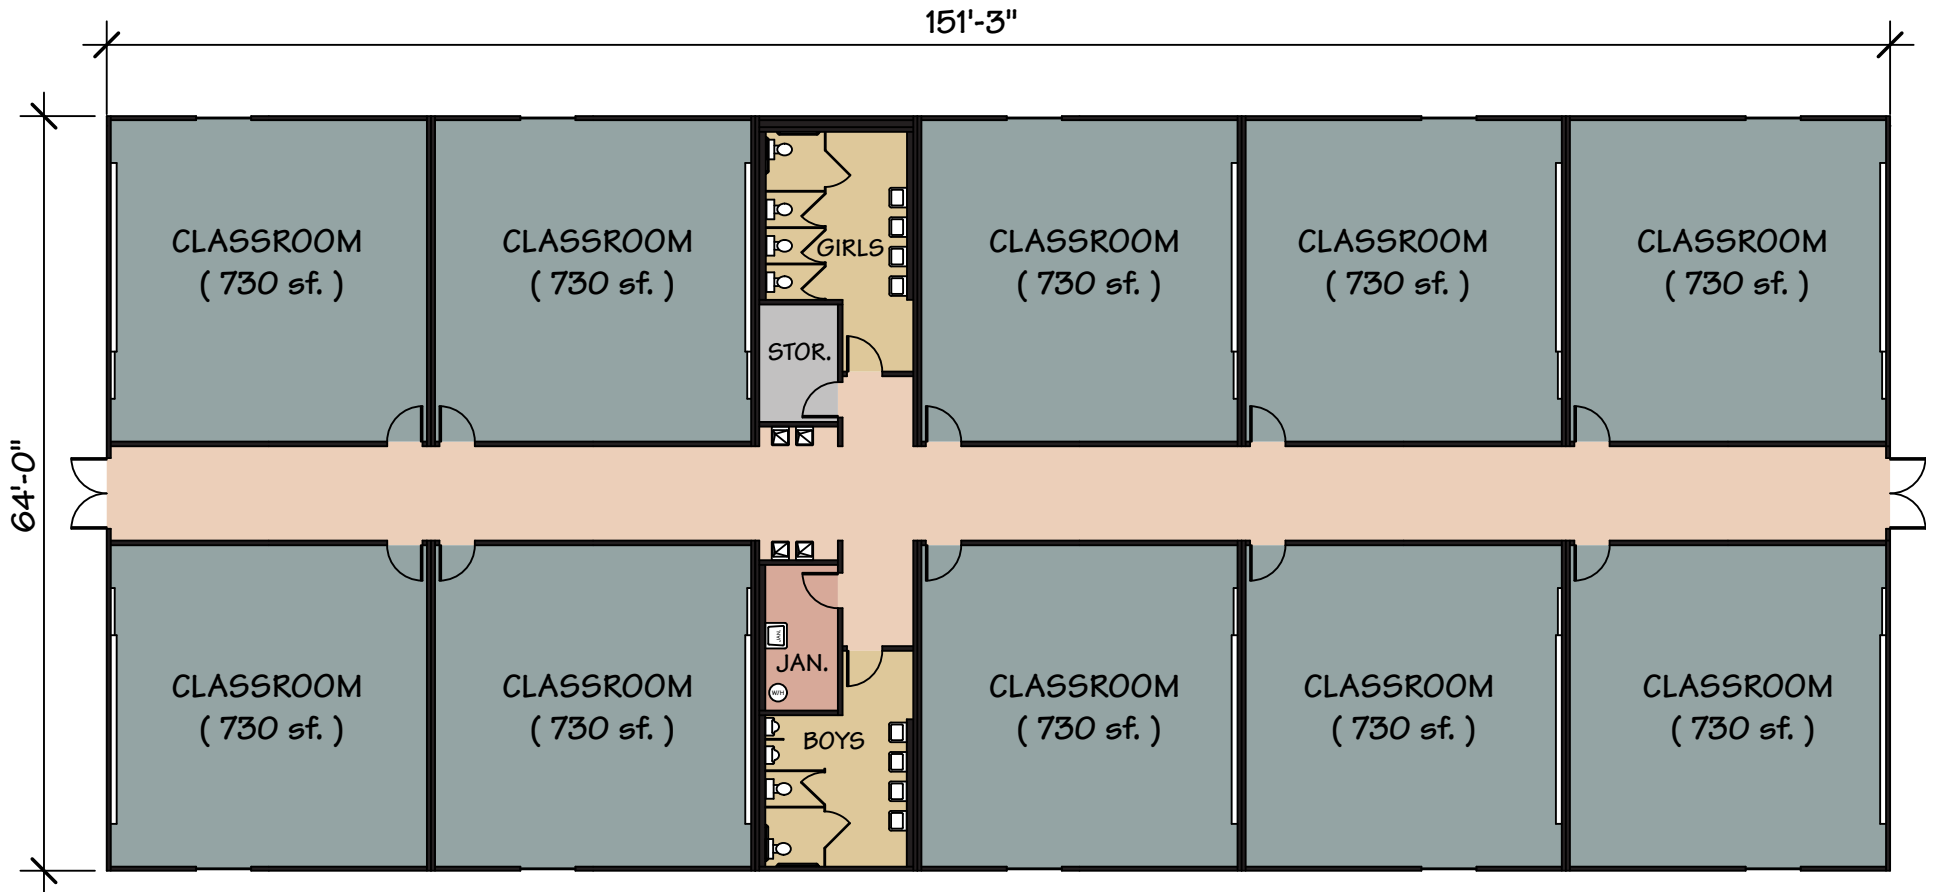 151'-3"
64'-0"
CLASSROOM
( 730 sf. )
CLASSROOM
( 730 sf. )
GIRLS
CLASSROOM
( 730 sf. )
CLASSROOM
( 730 sf. )
CLASSROOM
( 730 sf. )
STOR.
CLASSROOM
( 730 sf. )
CLASSROOM
( 730 sf. )
JAN.
JAN.
W/H
BOYS
CLASSROOM
( 730 sf. )
CLASSROOM
( 730 sf. )
CLASSROOM
( 730 sf. )